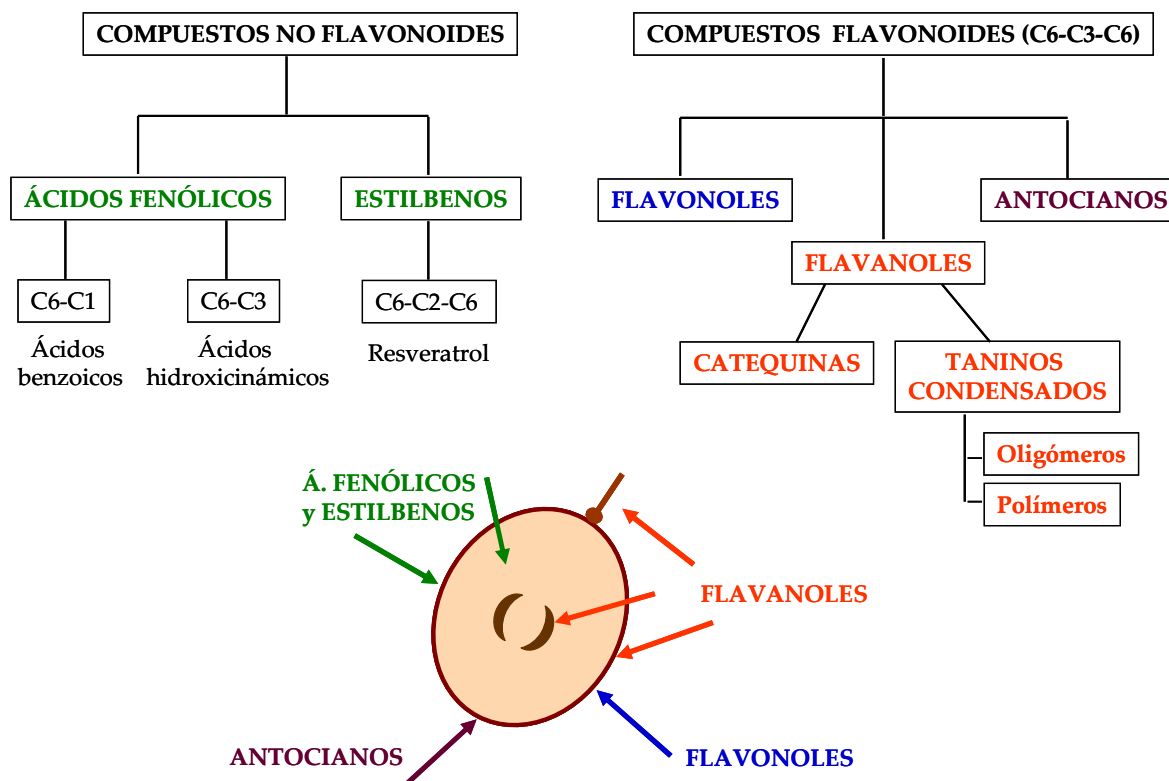 COMPUESTOS NO FLAVONOIDES
COMPUESTOS FLAVONOIDES (C6-C3-C6)
ÁCIDOS FENÓLICOS
ESTILBENOS
FLAVONOLES
ANTOCIANOS
FLAVANOLES
C6-C1
C6-C3
C6-C2-C6
Ácidos
benzoicos
Ácidos
hidroxicinámicos
Resveratrol
CATEQUINAS
TANINOS
CONDENSADOS
Oligómeros
Polímeros
Á. FENÓLICOS
y ESTILBENOS
FLAVANOLES
ANTOCIANOS
FLAVONOLES